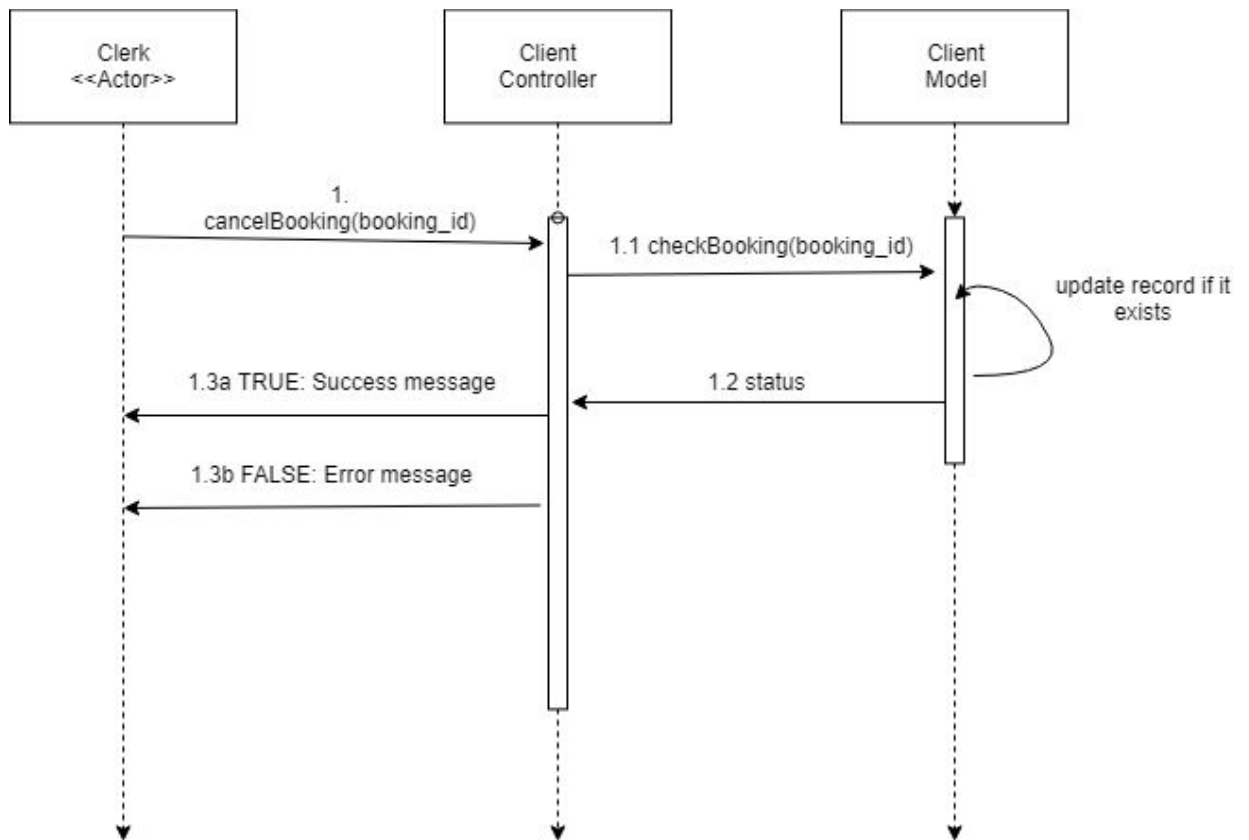 Clerk
<<Actor>>
Client
Controller
Client
Model
1.
cancelBooking(booking_id)
1.1 checkBooking(booking_id)
update record if it
exists
1.3a TRUE: Success message
1.2 status
1.3b FALSE: Error message